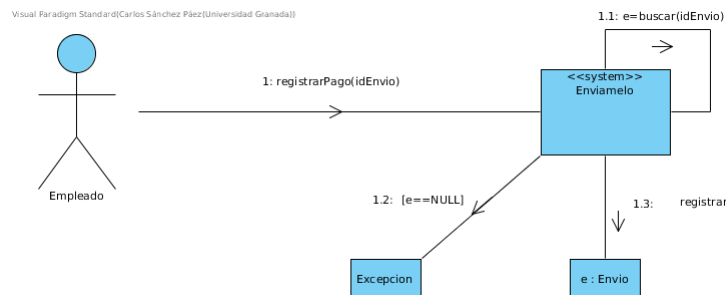 Visual Paradigm Standard(Carlos Sánchez Páez(Universidad Granada))
1.1: e=buscar(idEnvio)
<<system>>
Enviamelo
1: registrarPago(idEnvio)
Empleado
1.2: [e==NULL]
1.3: registrar
Excepcion
e : Envio